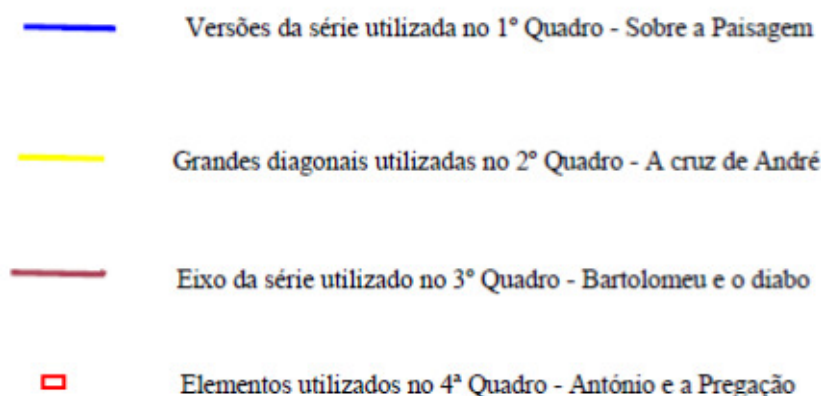 Versões da série utilizada no 1º Quadro - Sobre a Paisagem
Grandes diagonais utilizadas no 2º Quadro - A cruz de André
Eixo da série utilizado no 3º Quadro - Bartolomeu e o diabo
Elementos utilizados no 4ª Quadro - António e a Pregação